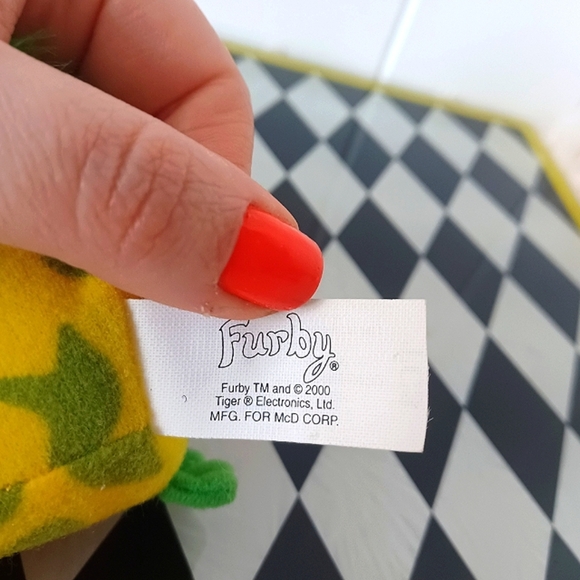 Furby®
Furby TM and © 2000
Tiger ® Electronics, Ltd.
MFG. FOR McD CORP.